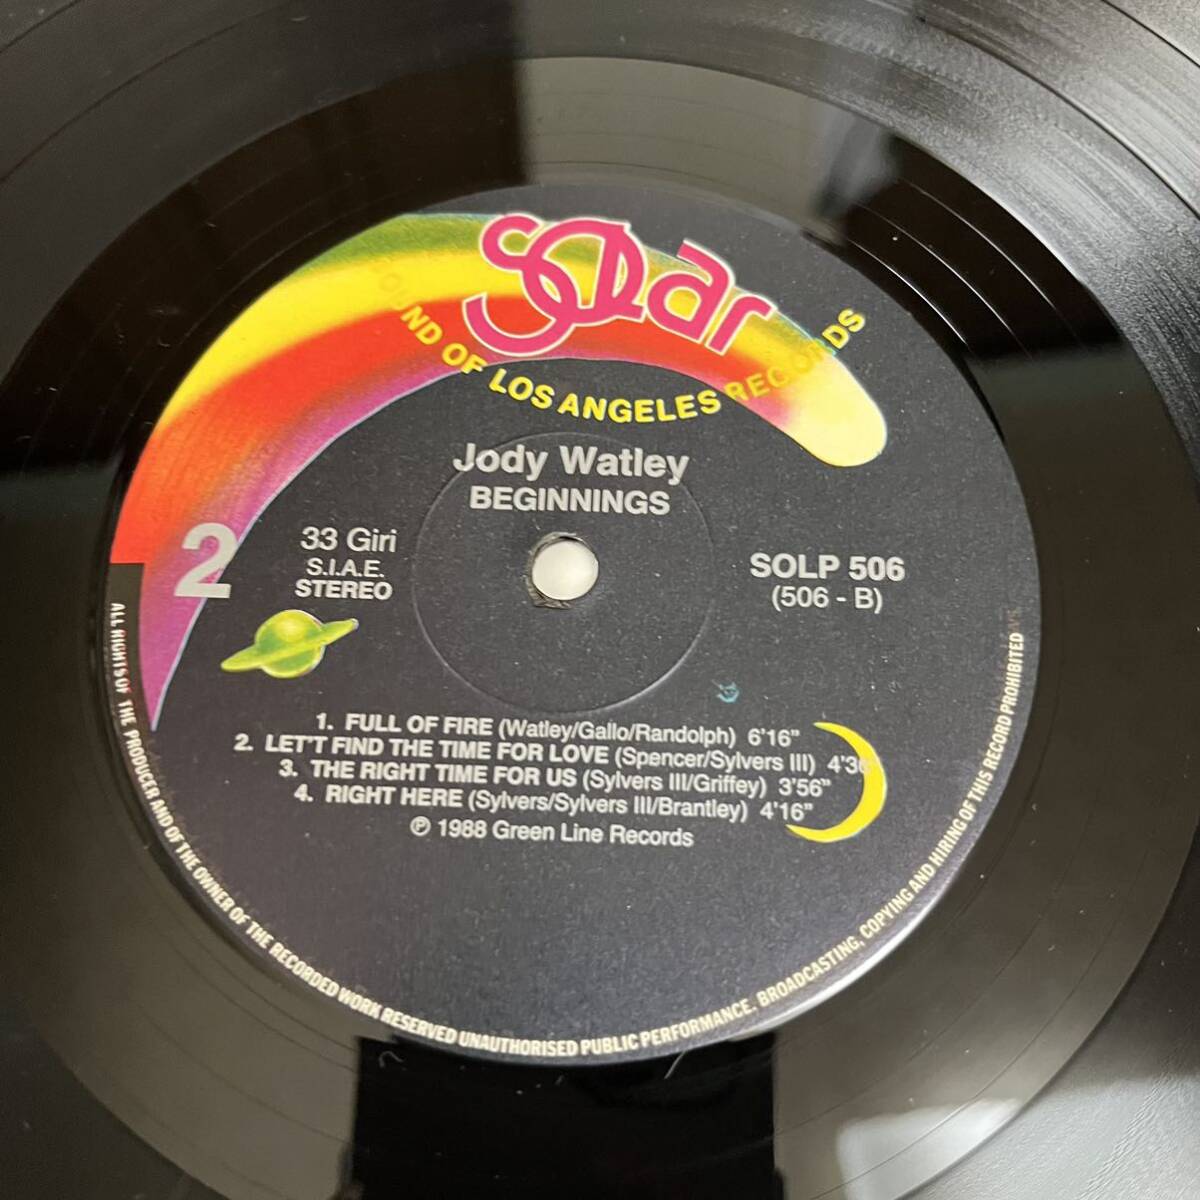 solar
SOUND OF LOS ANGELES RECORDS
Jody Watley
BEGINNINGS
2
33 Giri
S.I.A.E.
STEREO
SOLP 506
(506 - B)
1. FULL OF FIRE (Watley/Gallo/Randolph) 6'16"
2. LET'T FIND THE TIME FOR LOVE (Spencer/Sylvers III) 4'36"
3. THE RIGHT TIME FOR US (Sylvers III/Griffey) 3'56"
4. RIGHT HERE (Sylvers/Sylvers III/Brantley) 4'16"
℗ 1988 Green Line Records
ALL RIGHTS OF THE PRODUCER AND OF THE OWNER OF THE RECORDED WORK RESERVED UNAUTHORISED PUBLIC PERFORMANCE. BROADCASTING, COPYING AND HIRING OF THIS RECORD PROHIBITED